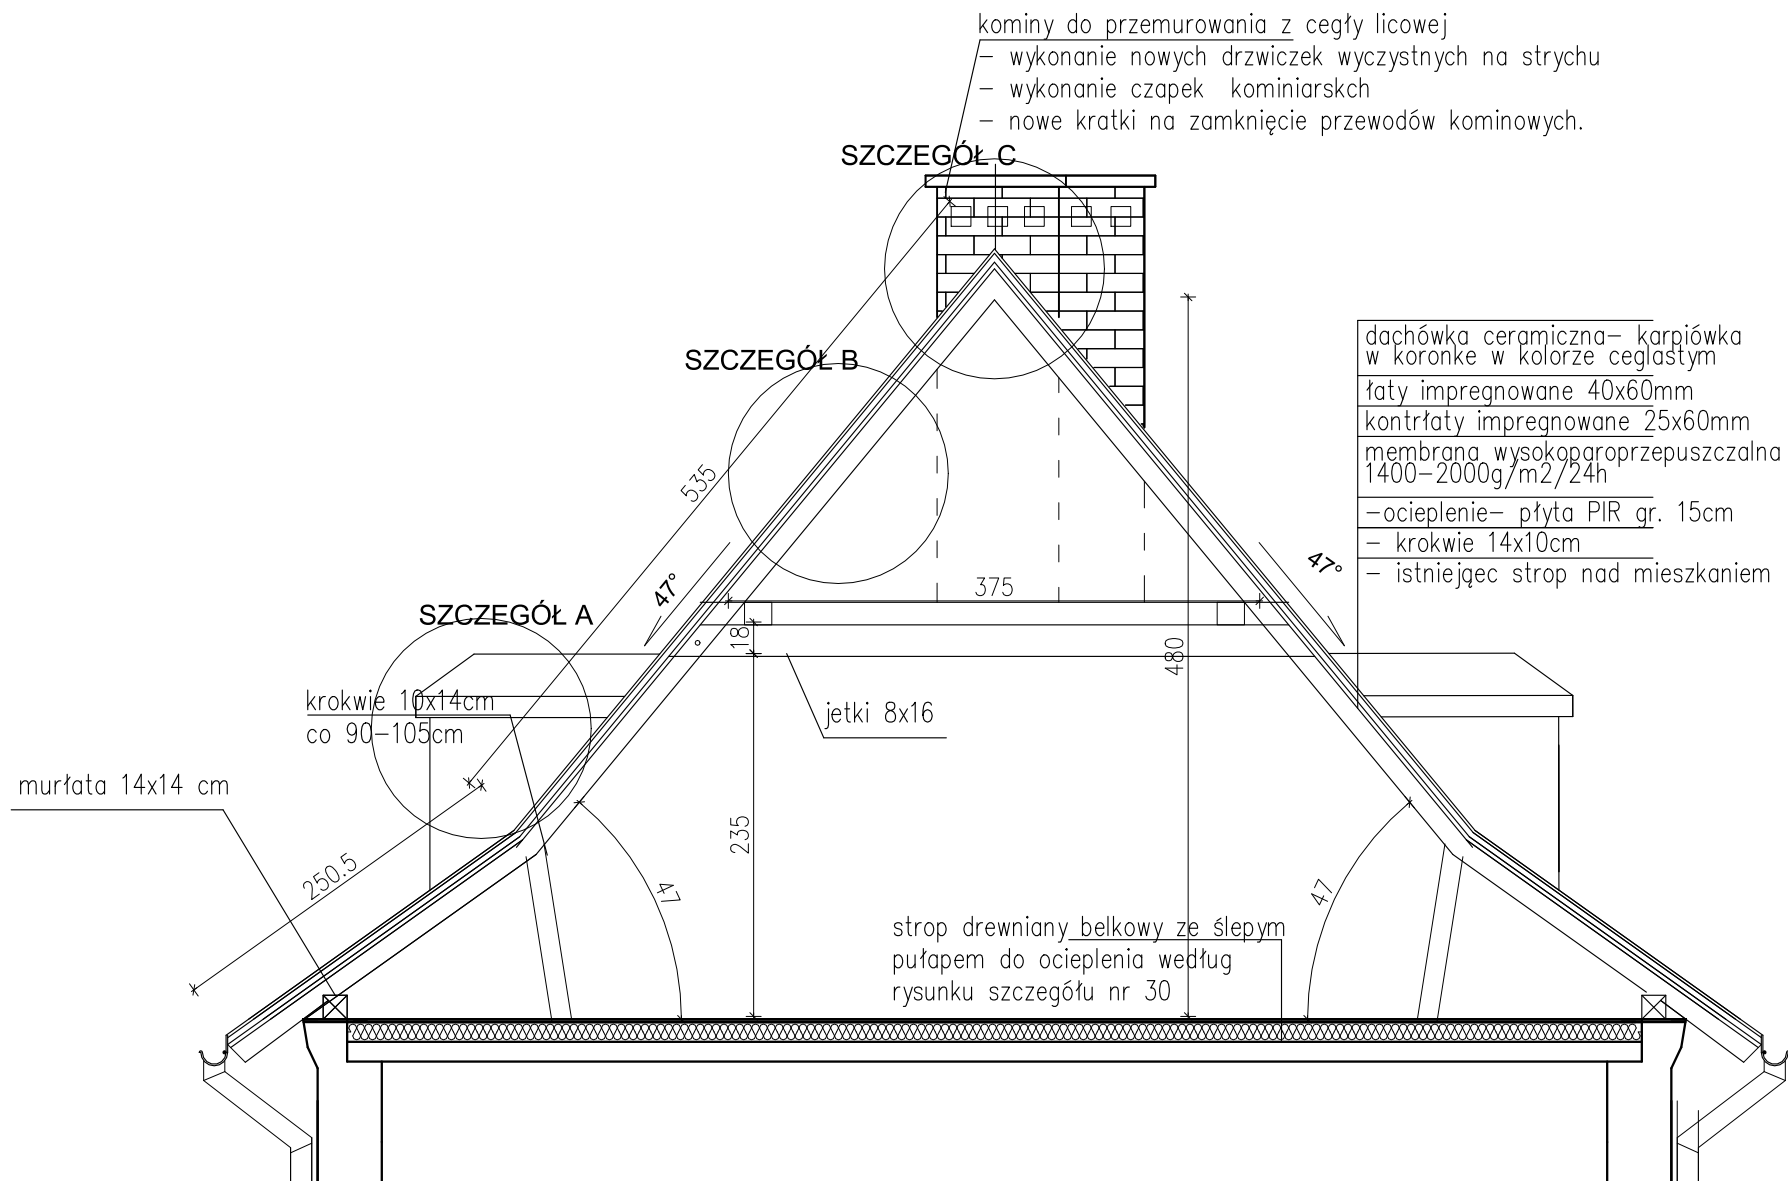 kominy do przemurowania z cegły licowej
– wykonanie nowych drzwiczek wyczystnych na strychu
– wykonanie czapek kominiarskch
– nowe kratki na zamknięcie przewodów kominowych.
SZCZEGÓŁ C
SZCZEGÓŁ B
dachówka ceramiczna– karpiówka
w koronke w kolorze ceglastym
łaty impregnowane 40x60mm
kontrłaty impregnowane 25x60mm
membrana wysokoparoprzepuszczalna
1400–2000g/m2/24h
–ocieplenie– płyta PIR gr. 15cm
– krokwie 14x10cm
– istniejąec strop nad mieszkaniem
535
47°
47°
375
SZCZEGÓŁ A
18
480
krokwie 10x14cm
co 90–105cm
jetki 8x16
murłata 14x14 cm
235
250.5
47
47
strop drewniany belkowy ze ślepym
pułapem do ocieplenia według
rysunku szczegółu nr 30